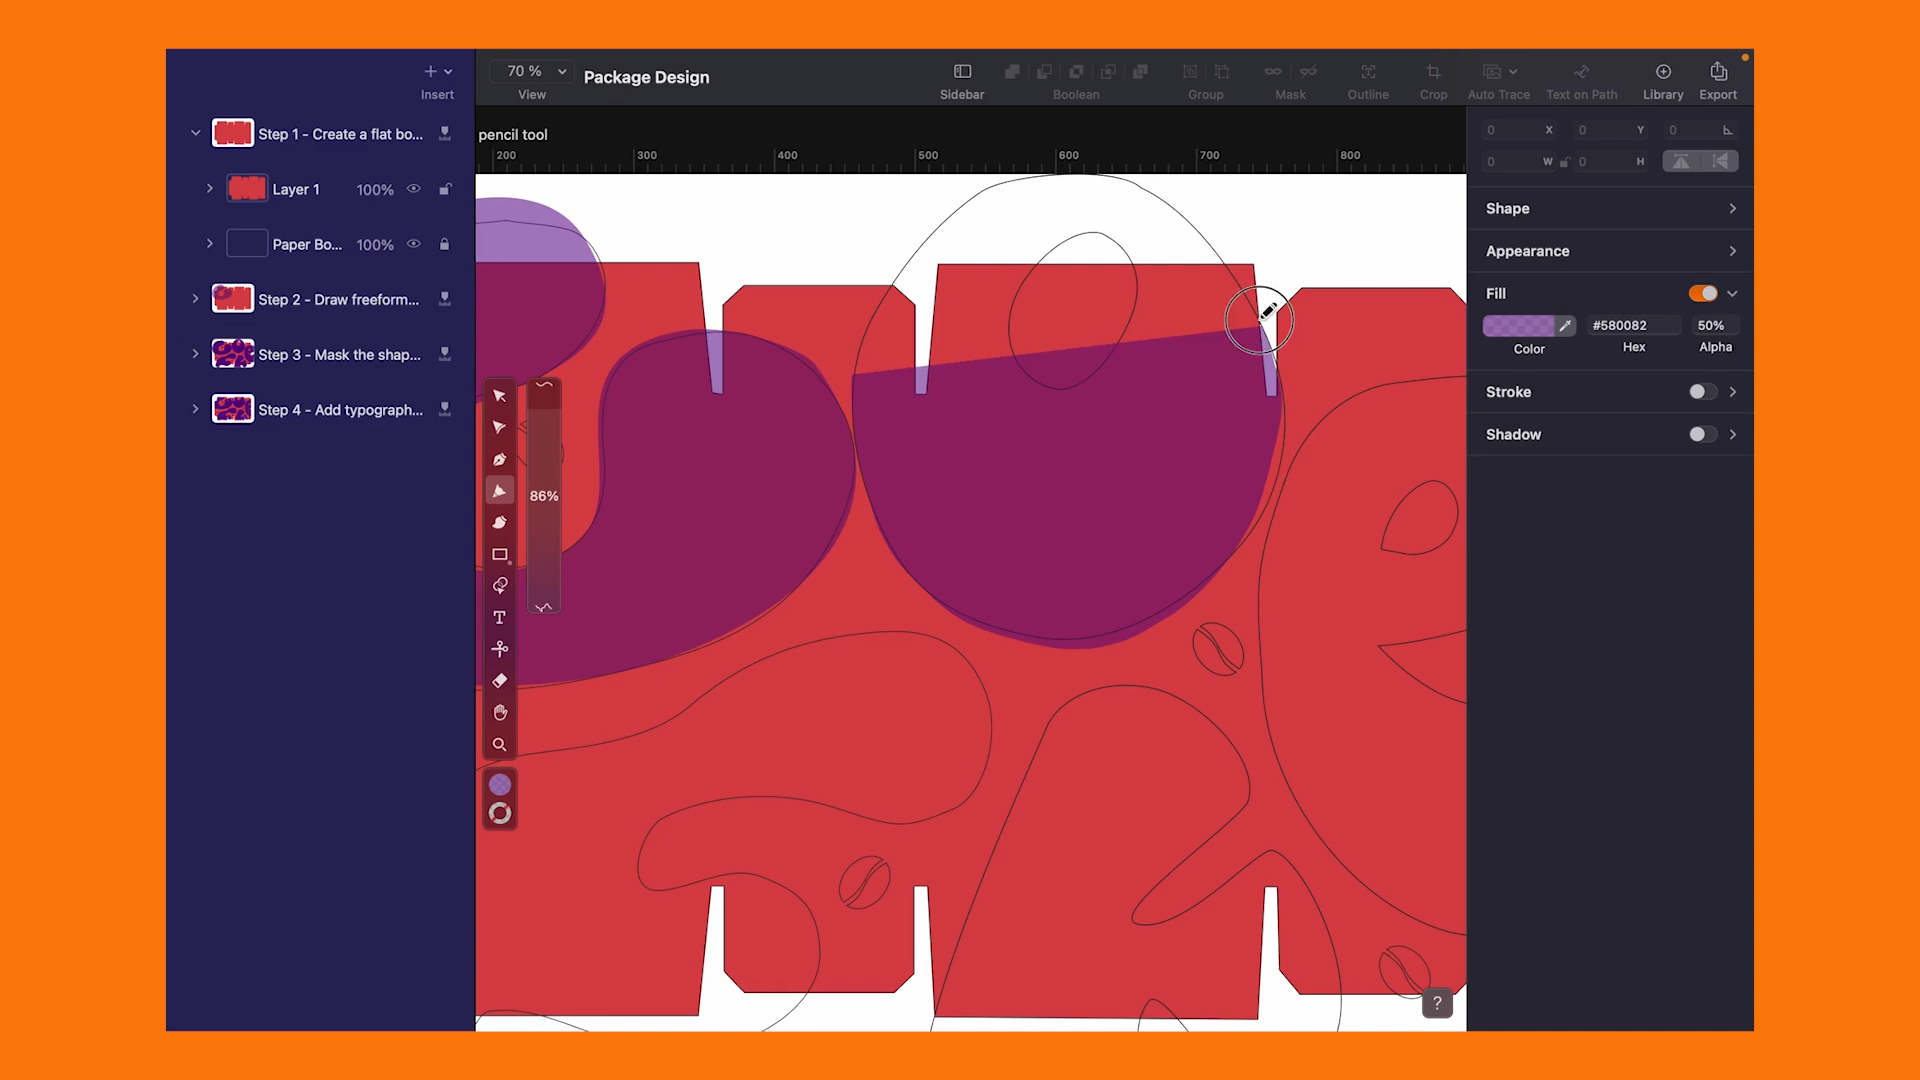 Insert
Step 1 - Create a flat bo...
Layer 1 100%
Paper Bo... 100%
Step 2 - Draw freeform...
Step 3 - Mask the shap...
Step 4 - Add typograph...
70 %
View
Package Design
Sidebar
Boolean
Group
Mask
Outline
Crop
Auto Trace
Text on Path
Library
Export
pencil tool
200 300 400 500 600 700 800
86%
T
0 X 0 Y 0
0 W 0 H
Shape
Appearance
Fill
#580082 50%
Color Hex Alpha
Stroke
Shadow
?